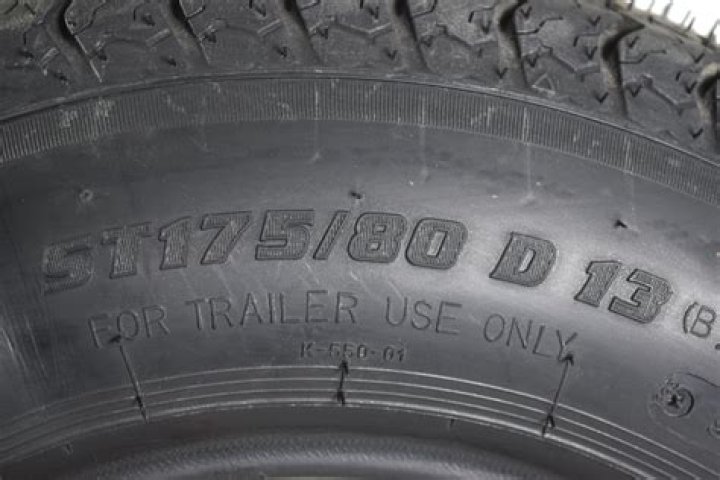 ST175/80 D 13 (B.
FOR TRAILER USE ONLY
K-550-01